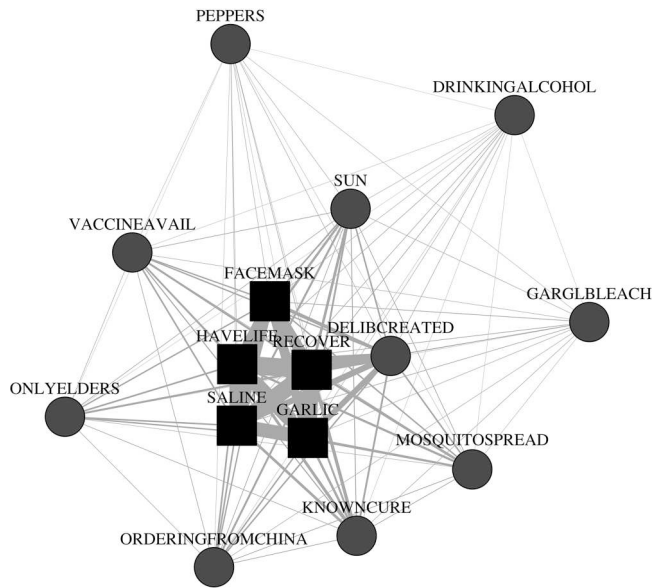 PEPPERS
DRINKINGALCOHOL
SUN
VACCINEAVAIL
FACEMASK
GARGLBLEACH
DELIBCREATED
HAVELIFE
RECOVER
ONLYELDERS
SALINE
GARLIC
MOSQUITOSPREAD
KNOWNCURE
ORDERINGFROMCHINA